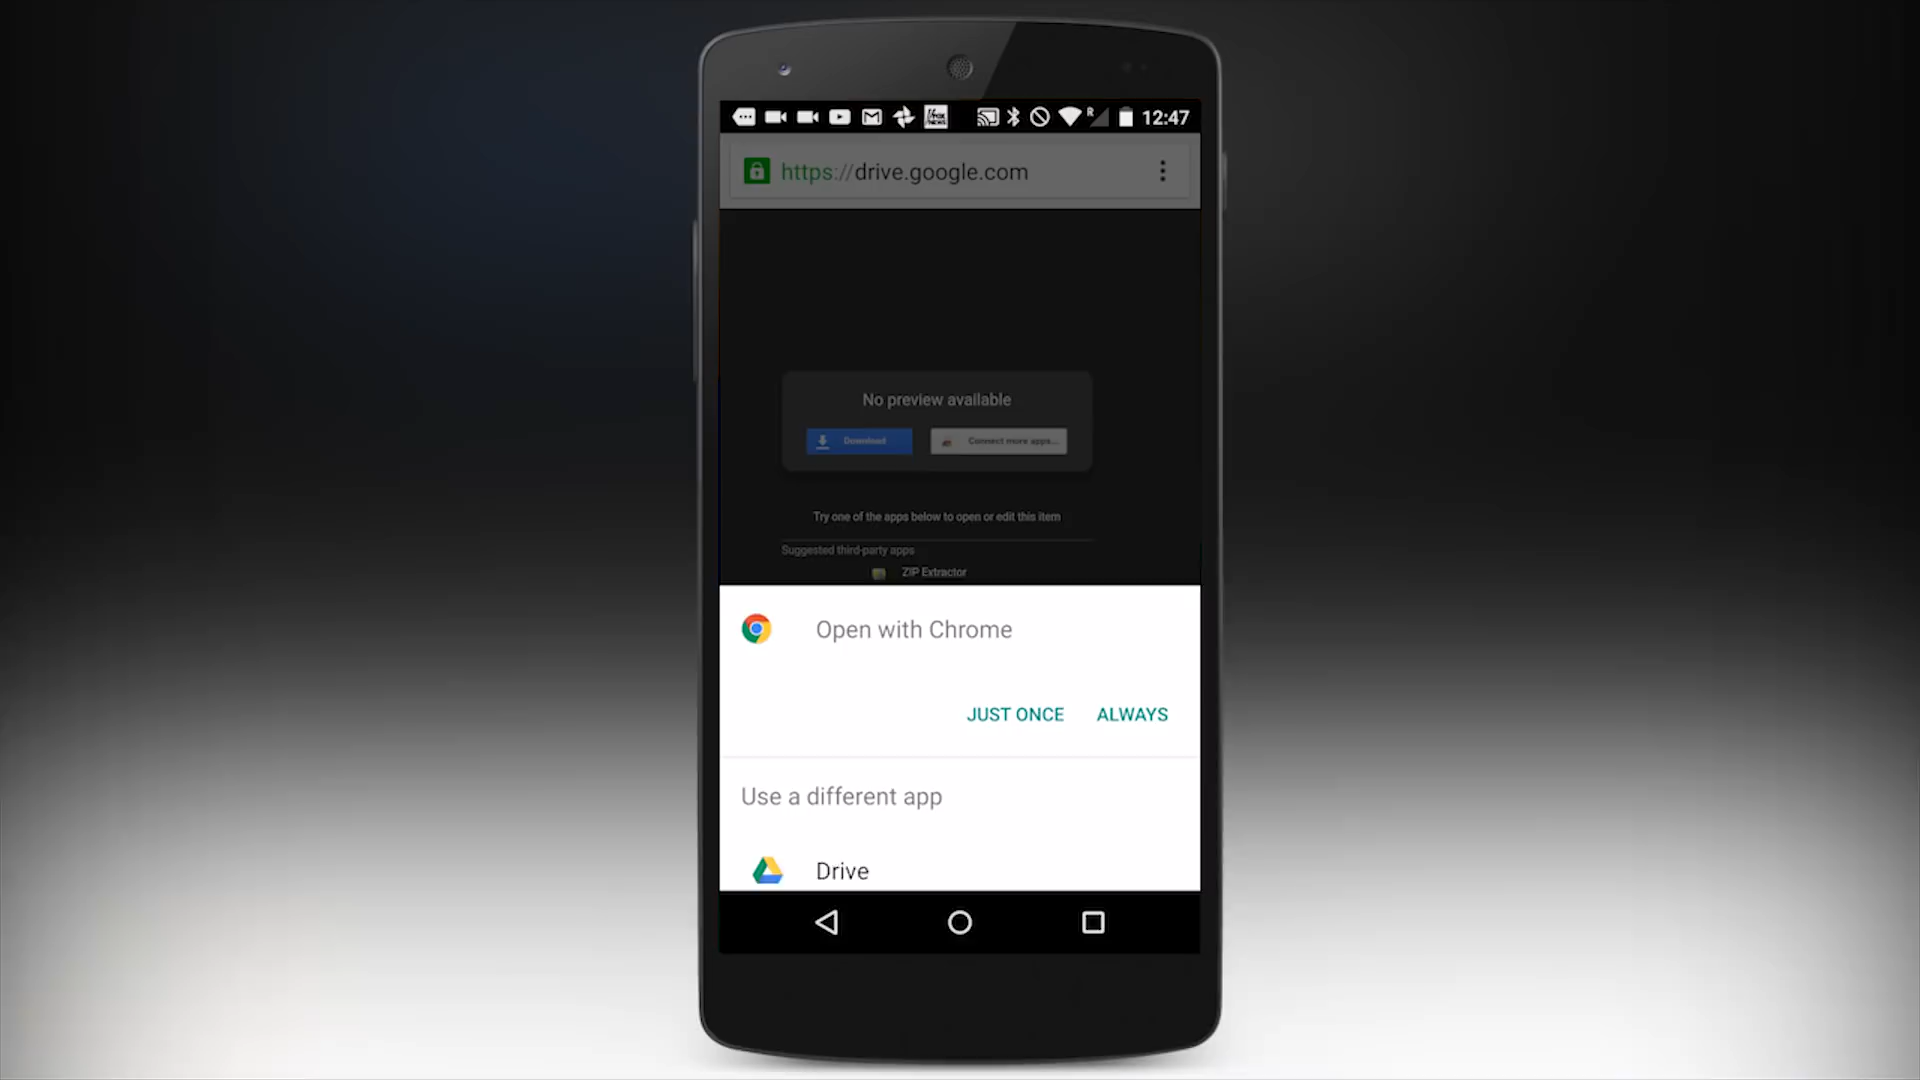 FOX
NEWS
R
12:47
https://drive.google.com
No preview available
Download
Connect more apps...
Try one of the apps below to open or edit this item
Suggested third-party apps
ZIP Extractor
Open with Chrome
JUST ONCE
ALWAYS
Use a different app
Drive